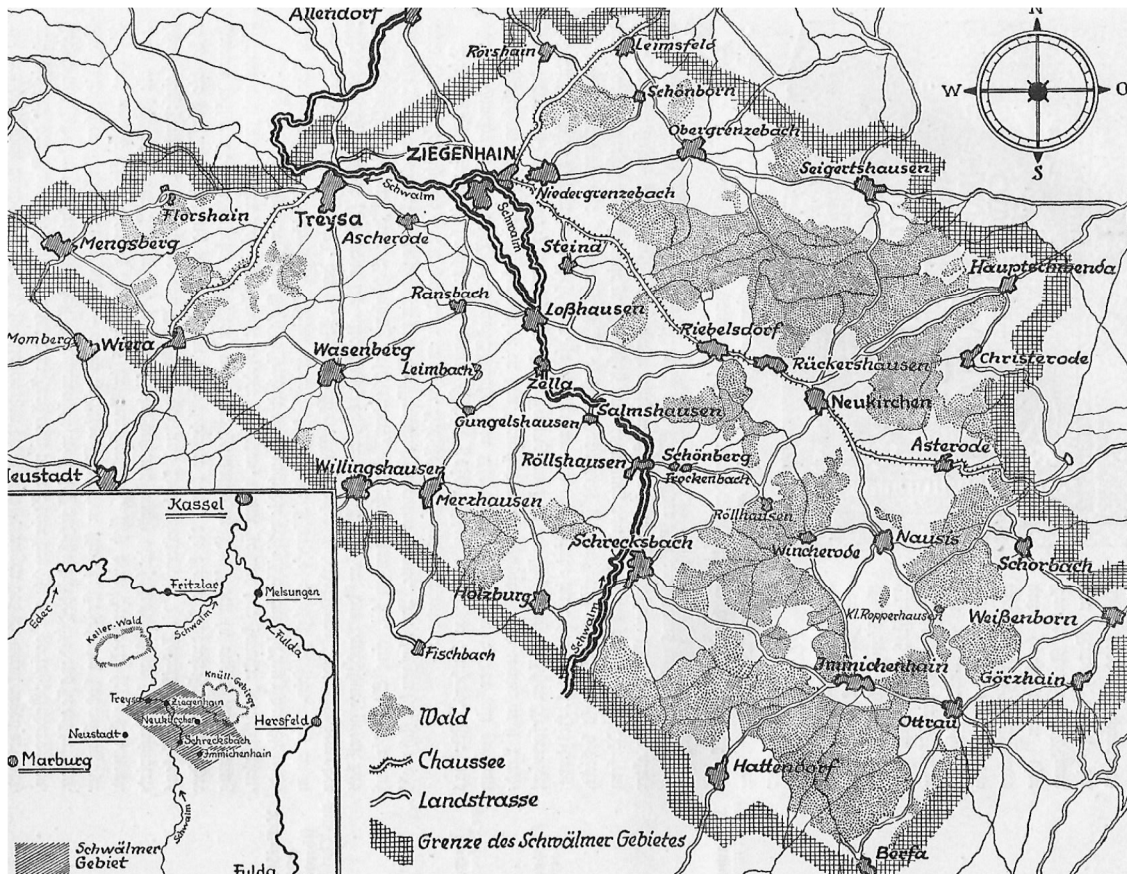 Allendorf
N
Rörshain
Leimsfeld
W
O
Schönborn
Obergrenzebach
ZIEGENHAIN
S
Seigertshausen
Schwalm
Niedergrenzebach
Florshain
Treysa
Schwalm
Mengsberg
Ascherode
Steina
Hauptschwenda
Ransbach
Loßhausen
Momberg
Wiera
Riebelsdorf
Wasenberg
Rückershausen
Christerode
Leimbach
Zella
Neukirchen
Salmshausen
Gungelshausen
Asterode
Neustadt
Willingshausen
Röllshausen
Schönberg
Treckenbach
Merzhausen
Röllhausen
Schrecksbach
Wincherode
Nausis
Schorbach
Holzburg
Kl. Ropperhausen
Weißenborn
Schwalm
Fischbach
Immichenhain
Görzhain
Ottrau
Hattendorf
Berfa
Kassel
Fritzlar
Melsungen
Eder
Schwalm
Keller-Wald
Fulda
Knüll-Gebirge
Treysa
Ziegenhain
Neukirchen
Hersfeld
Neustadt
Schrecksbach
Immichenhain
Marburg
Schwalm
Schwälmer
Gebiet
Fulda
Wald
Chaussee
Landstrasse
Grenze des Schwälmer Gebietes